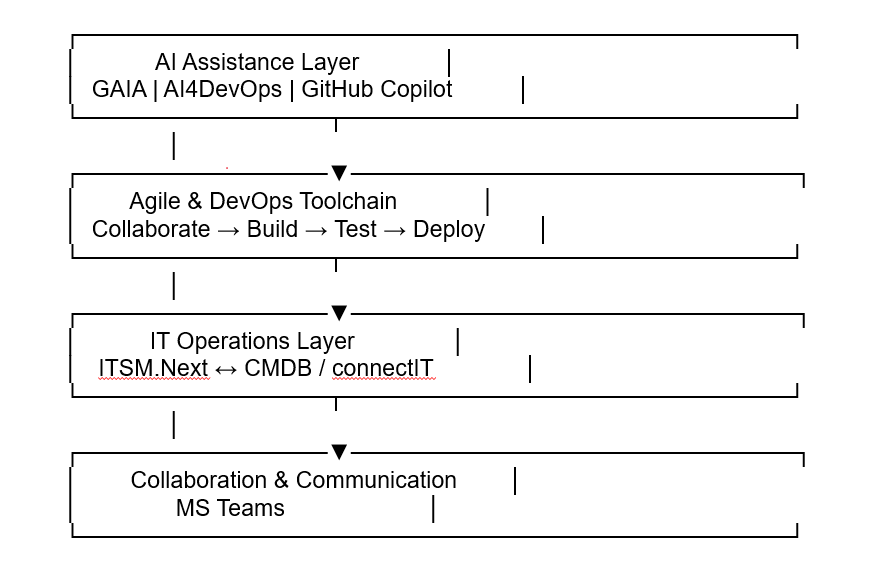 AI Assistance Layer
GAIA | AI4DevOps | GitHub Copilot
Agile & DevOps Toolchain
Collaborate → Build → Test → Deploy
IT Operations Layer
ITSM.Next ↔ CMDB / connectIT
Collaboration & Communication
MS Teams